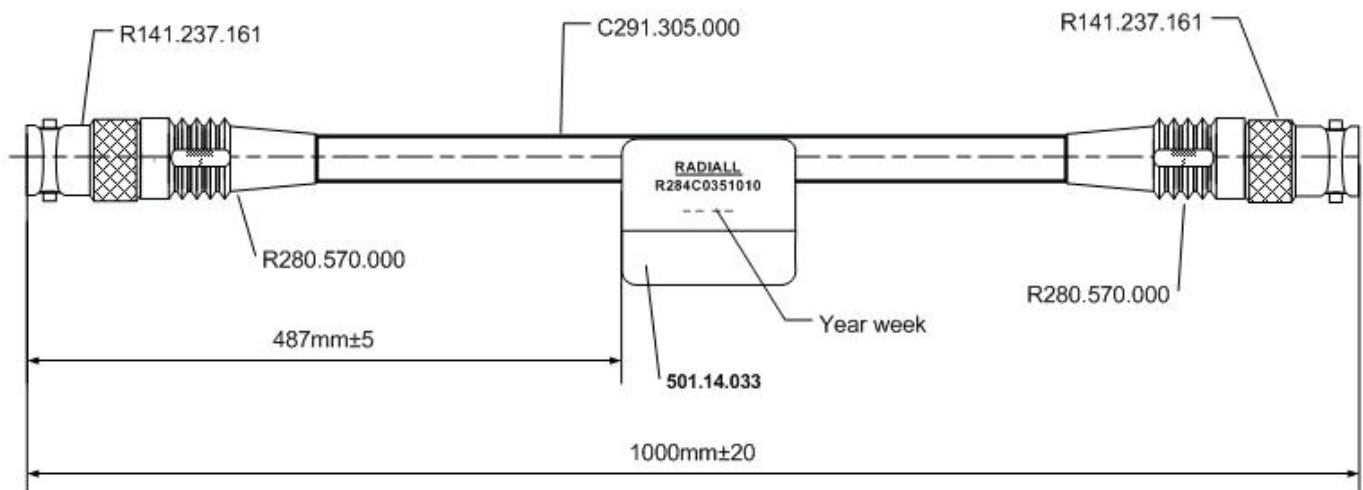 R141.237.161
C291.305.000
R141.237.161
RADIALL
R284C0351010
- - - -
R280.570.000
R280.570.000
Year week
487mm±5
501.14.033
1000mm±20